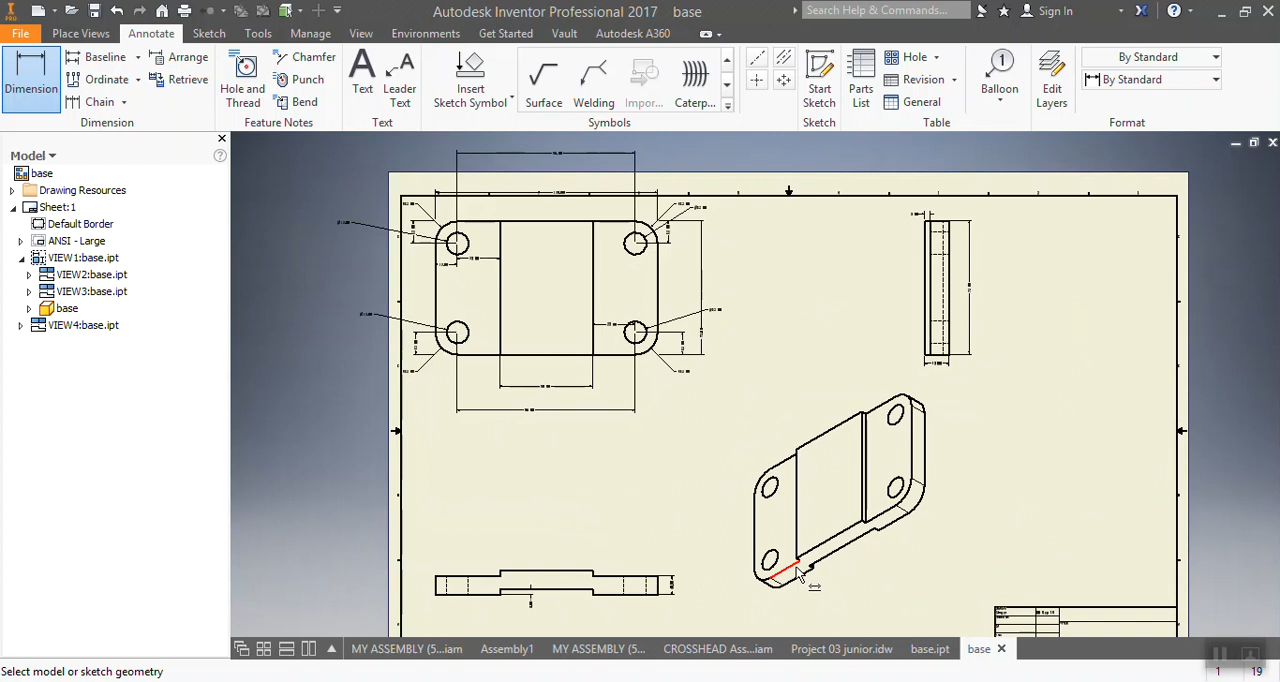 PRO
Autodesk Inventor Professional 2017 base
Search Help & Commands...
Sign In
File Place Views Annotate Sketch Tools Manage View Environments Get Started Vault Autodesk A360
Dimension
Baseline
Arrange
Ordinate
Retrieve
Chain
Dimension
Hole and Thread
Chamfer
Punch
Bend
Feature Notes
Text
Leader Text
Text
Insert Sketch Symbol
Surface
Welding
Impor...
Caterp...
Symbols
Start Sketch
Sketch
Parts List
Hole
Revision
General
Table
1
Balloon
Edit Layers
By Standard
By Standard
Format
Model
base
Drawing Resources
Sheet:1
Default Border
ANSI - Large
VIEW1:base.ipt
VIEW2:base.ipt
VIEW3:base.ipt
base
VIEW4:base.ipt
MY ASSEMBLY (5...iam Assembly1 MY ASSEMBLY (5... CROSSHEAD Ass...iam Project 03 junior.idw base.ipt base
Select model or sketch geometry
1 19